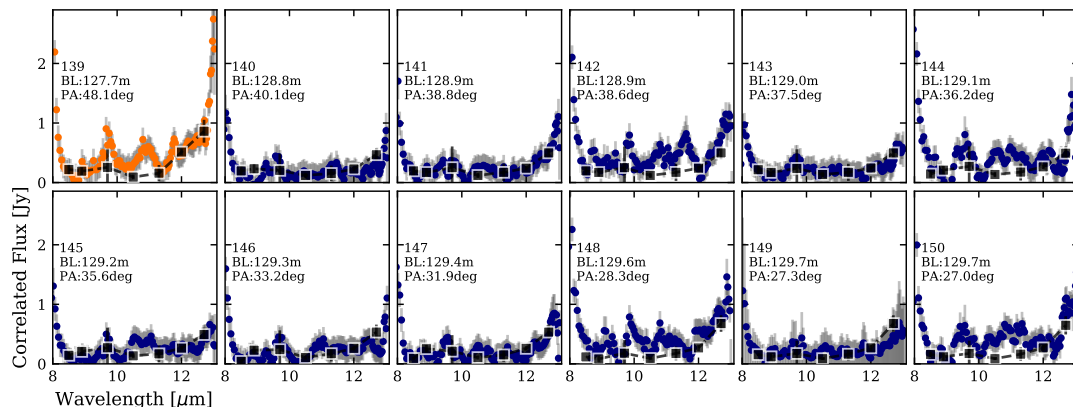 139
BL:127.7m
PA:48.1deg
140
BL:128.8m
PA:40.1deg
141
BL:128.9m
PA:38.8deg
142
BL:128.9m
PA:38.6deg
143
BL:129.0m
PA:37.5deg
144
BL:129.1m
PA:36.2deg
2
1
0
145
BL:129.2m
PA:35.6deg
146
BL:129.3m
PA:33.2deg
147
BL:129.4m
PA:31.9deg
148
BL:129.6m
PA:28.3deg
149
BL:129.7m
PA:27.3deg
150
BL:129.7m
PA:27.0deg
2
1
0
8 10 12 8 10 12 8 10 12 8 10 12 8 10 12 8 10 12
Correlated Flux [Jy]
Wavelength [μm]